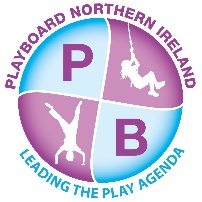 PLAYBOARD NORTHERN IRELAND
P
B
LEADING THE PLAY AGENDA